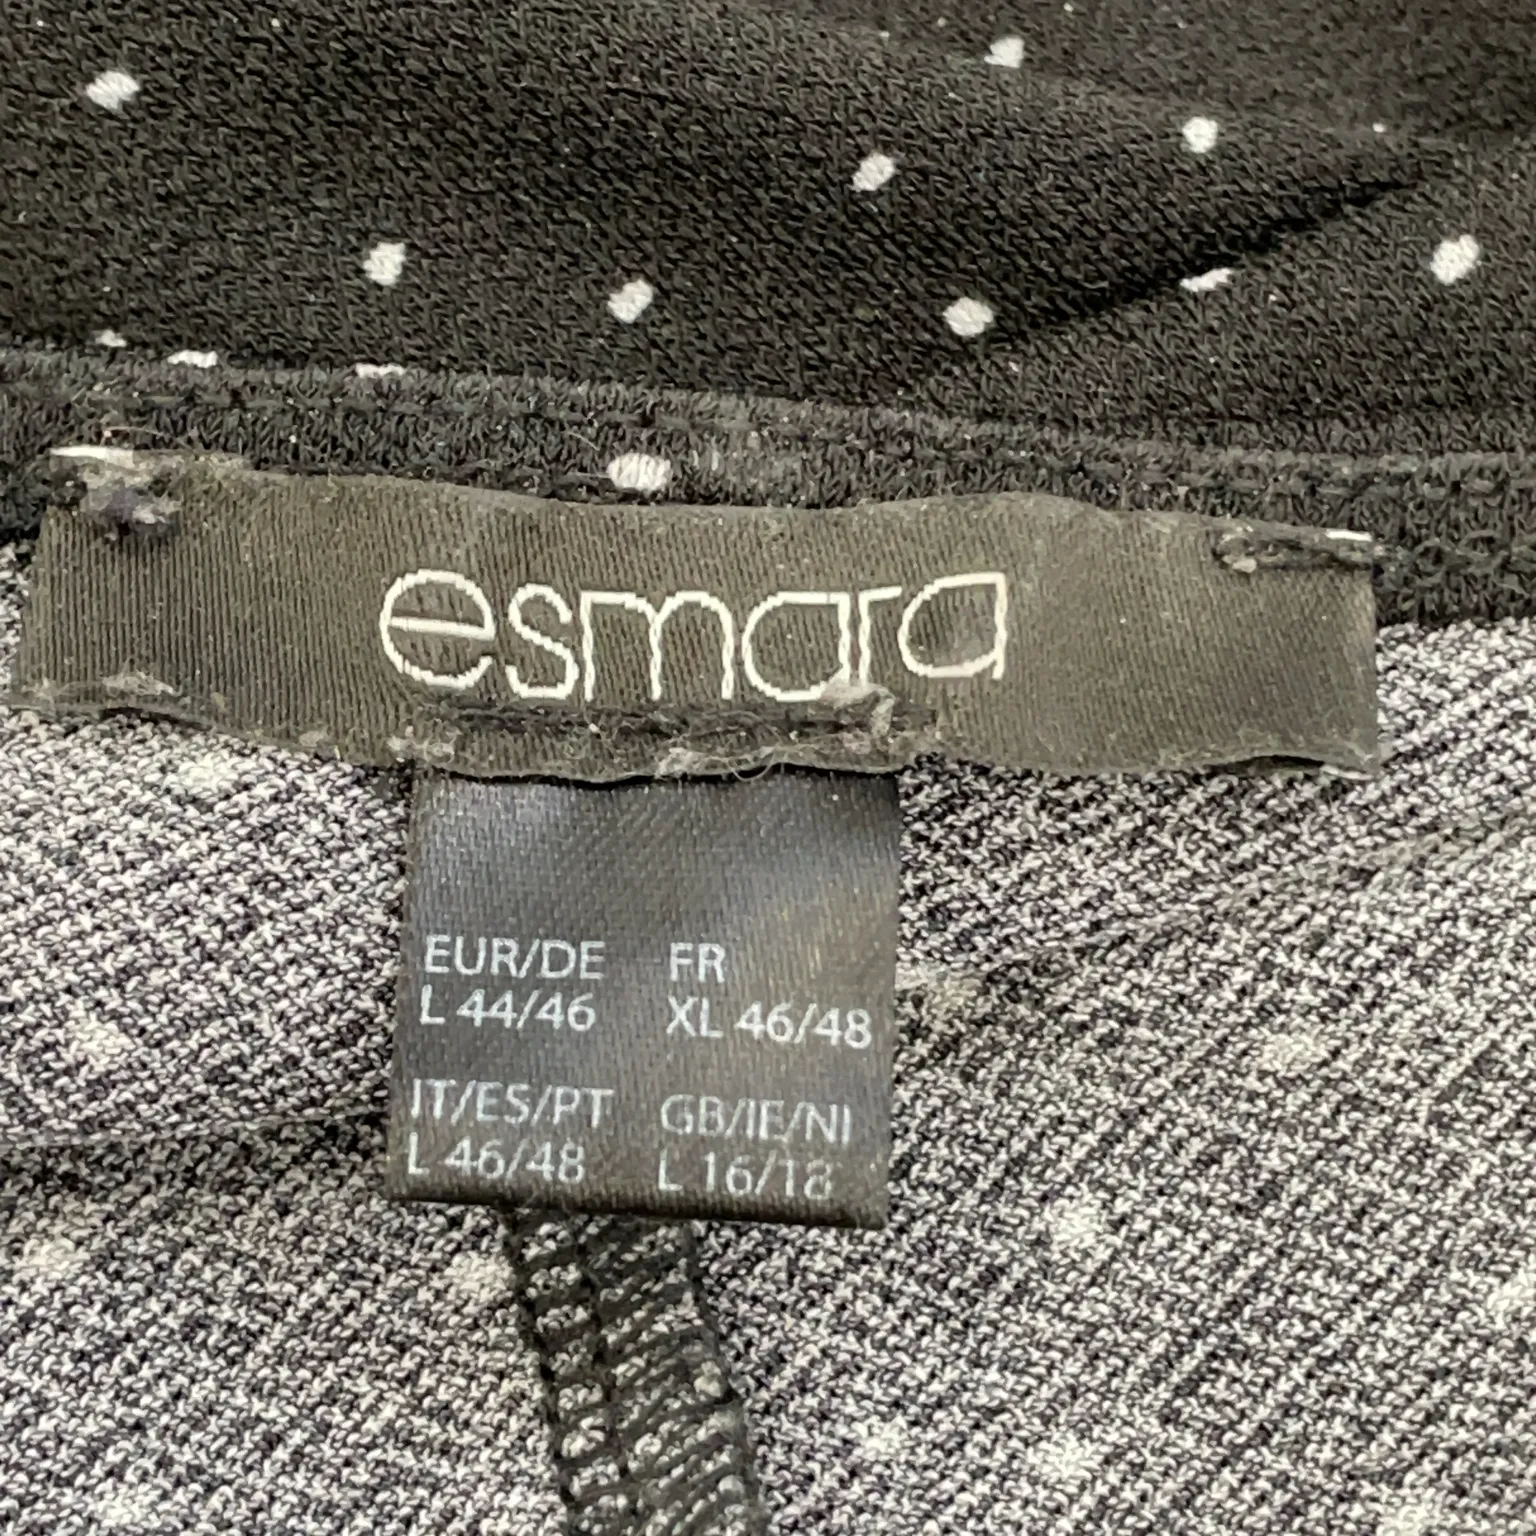 esmara
EUR/DE FR
L 44/46 XL 46/48
IT/ES/PT GB/IE/NI
L 46/48 L 16/18